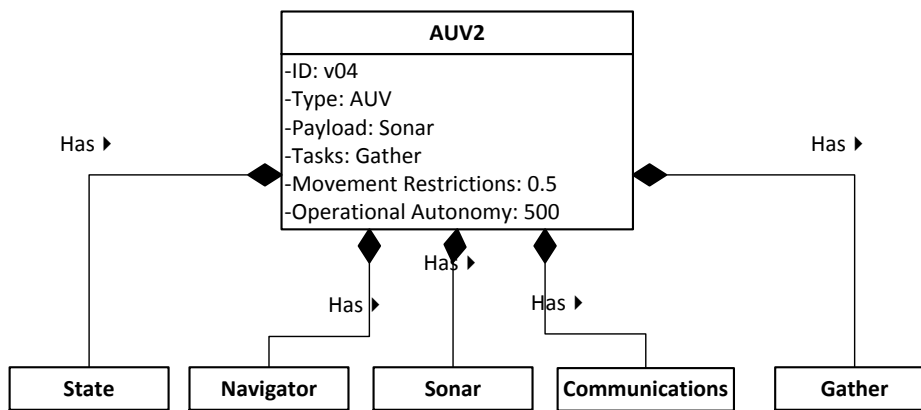 AUV2
-ID: v04
-Type: AUV
-Payload: Sonar
-Tasks: Gather
-Movement Restrictions: 0.5
-Operational Autonomy: 500
Has
Has
Has
Has
Has
State
Navigator
Sonar
Communications
Gather